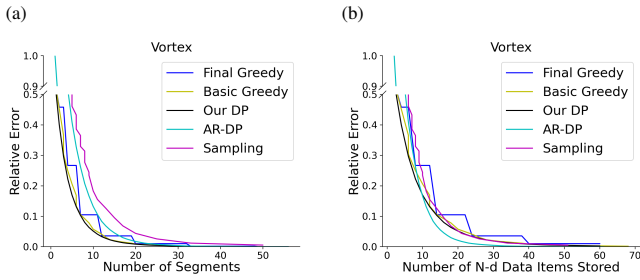 (a)
Vortex
1.0
0.9
0.5
0.4
0.3
0.2
0.1
0.0
Relative Error
Final Greedy
Basic Greedy
Our DP
AR-DP
Sampling
0 10 20 30 40 50
Number of Segments
(b)
Vortex
1.0
0.9
0.5
0.4
0.3
0.2
0.1
0.0
Relative Error
Final Greedy
Basic Greedy
Our DP
AR-DP
Sampling
0 10 20 30 40 50 60 70
Number of N-d Data Items Stored